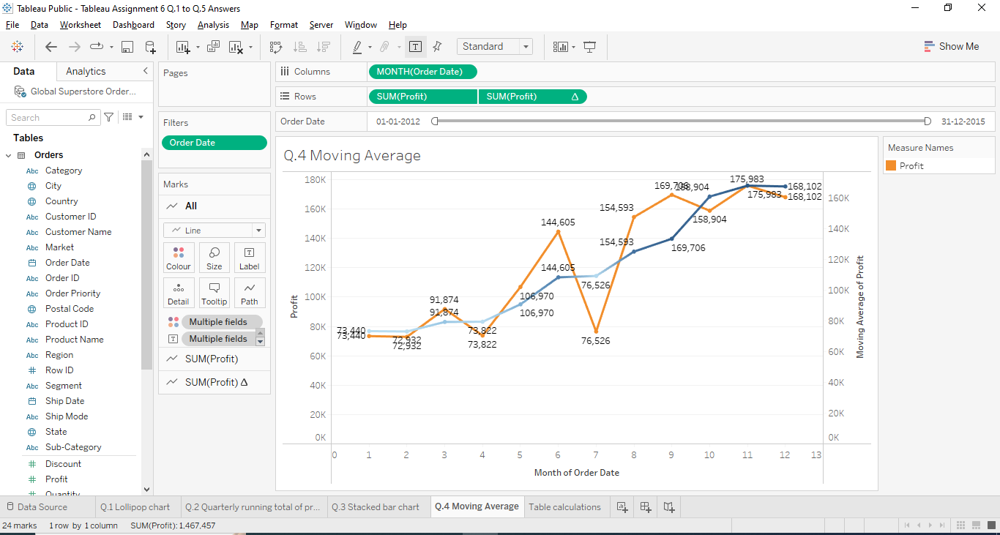 Tableau Public - Tableau Assignment 6 Q.1 to Q.5 Answers
File Data Worksheet Dashboard Story Analysis Map Format Server Window Help
Standard
Show Me
Data Analytics
Global Superstore Order...
Search
Tables
Orders
Abc Category
City
Country
Abc Customer ID
Abc Customer Name
Abc Market
Order Date
Abc Order ID
Abc Order Priority
Postal Code
Abc Product ID
Abc Product Name
Abc Region
# Row ID
Abc Segment
Ship Date
Abc Ship Mode
State
Abc Sub-Category
# Discount
# Profit
# Quantity
Pages
Filters
Order Date
Marks
All
Line
Colour Size Label
Detail Tooltip Path
Multiple fields
T Multiple fields
SUM(Profit)
SUM(Profit) Δ
Columns MONTH(Order Date)
Rows SUM(Profit) SUM(Profit) Δ
Order Date 01-01-2012 31-12-2015
Q.4 Moving Average
Profit
180K
160K
140K
120K
100K
80K
60K
40K
20K
0K
73,440
73,440
72,932
72,932
91,874
91,874
73,822
73,822
106,970
106,970
144,605
144,605
76,526
76,526
154,593
154,593
169,706
169,706
158,904
158,904
175,983
175,983
168,102
168,102
160K
140K
120K
100K
80K
60K
40K
20K
0K
Moving Average of Profit
0 1 2 3 4 5 6 7 8 9 10 11 12 13
Month of Order Date
Measure Names
Profit
Data Source Q.1 Lollipop chart Q.2 Quarterly running total of pr... Q.3 Stacked bar chart Q.4 Moving Average Table calculations
24 marks 1 row by 1 column SUM(Profit): 1,467,457